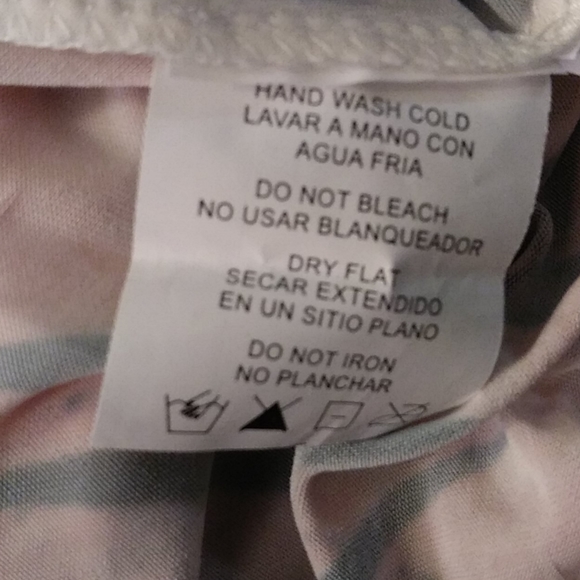 HAND WASH COLD
LAVAR A MANO CON
AGUA FRIA
DO NOT BLEACH
NO USAR BLANQUEADOR
DRY FLAT
SECAR EXTENDIDO
EN UN SITIO PLANO
DO NOT IRON
NO PLANCHAR